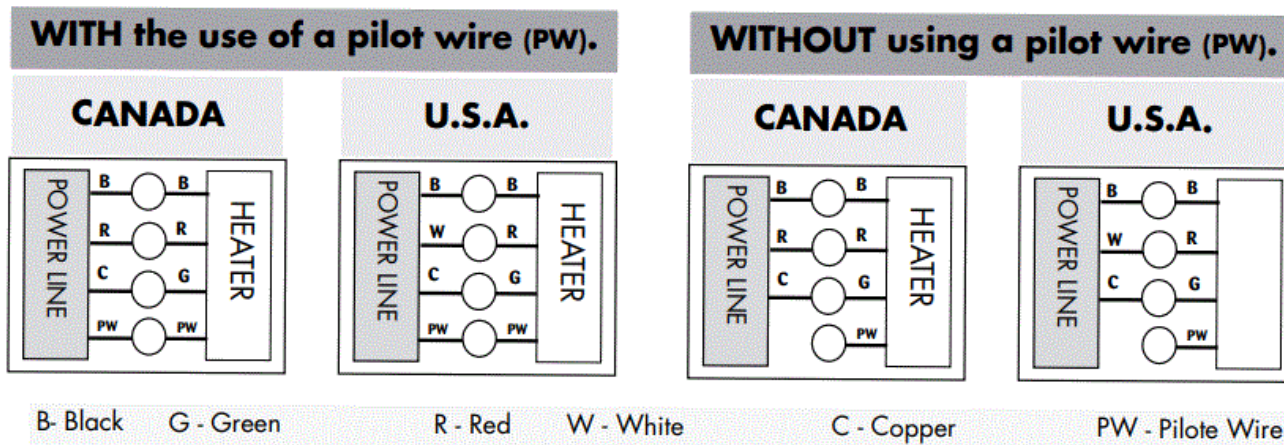 WITH the use of a pilot wire (PW).
WITHOUT using a pilot wire (PW).
CANADA
U.S.A.
CANADA
U.S.A.
POWER LINE
B B
R R
C G
PW PW
HEATER
POWER LINE
B B
W R
C G
PW PW
HEATER
POWER LINE
B B
R R
C G
PW
HEATER
POWER LINE
B B
W R
C G
PW
B- Black G - Green R - Red W - White C - Copper PW - Pilote Wire